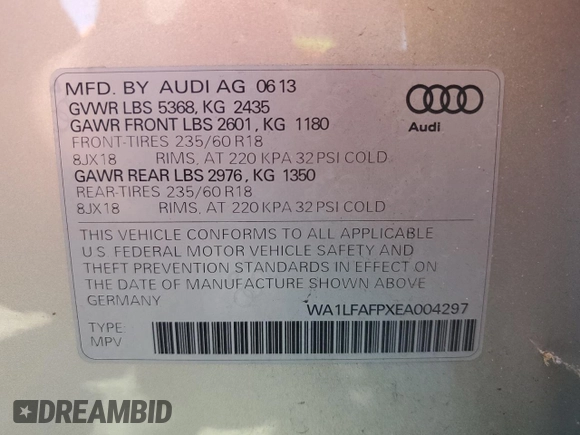 MFD. BY AUDI AG 06 13
GVWR LBS 5368, KG 2435
GAWR FRONT LBS 2601, KG 1180
FRONT-TIRES 235/60 R18
8JX18 RIMS, AT 220 KPA 32 PSI COLD
GAWR REAR LBS 2976, KG 1350
REAR-TIRES 235/60 R18
8JX18 RIMS, AT 220 KPA 32 PSI COLD
Audi
THIS VEHICLE CONFORMS TO ALL APPLICABLE
U.S. FEDERAL MOTOR VEHICLE SAFETY AND
THEFT PREVENTION STANDARDS IN EFFECT ON
THE DATE OF MANUFACTURE SHOWN ABOVE
GERMANY WA1LFAFPXEA004297
TYPE
MPV
DREAMBID